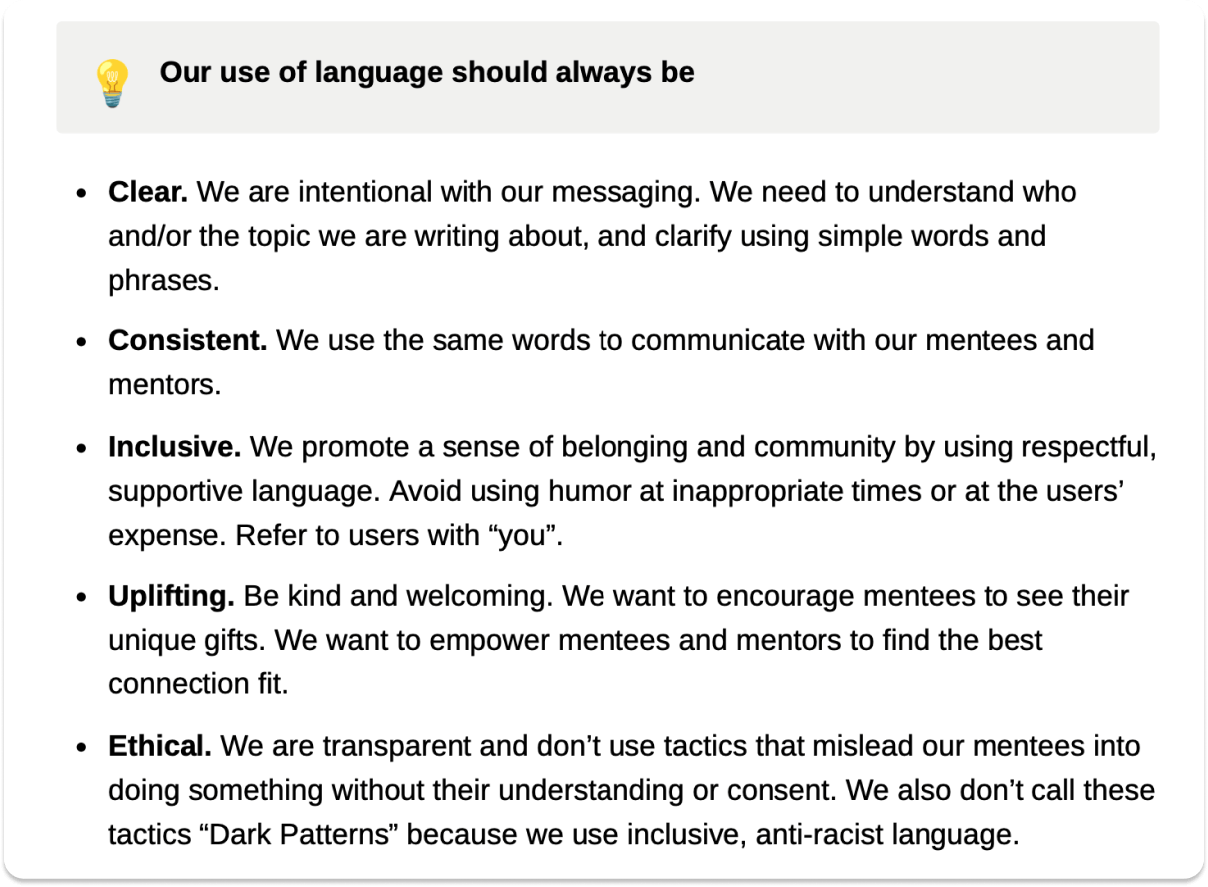 Our use of language should always be
• Clear. We are intentional with our messaging. We need to understand who
and/or the topic we are writing about, and clarify using simple words and
phrases.
• Consistent. We use the same words to communicate with our mentees and
mentors.
• Inclusive. We promote a sense of belonging and community by using respectful,
supportive language. Avoid using humor at inappropriate times or at the users’
expense. Refer to users with “you”.
• Uplifting. Be kind and welcoming. We want to encourage mentees to see their
unique gifts. We want to empower mentees and mentors to find the best
connection fit.
• Ethical. We are transparent and don’t use tactics that mislead our mentees into
doing something without their understanding or consent. We also don’t call these
tactics “Dark Patterns” because we use inclusive, anti-racist language.